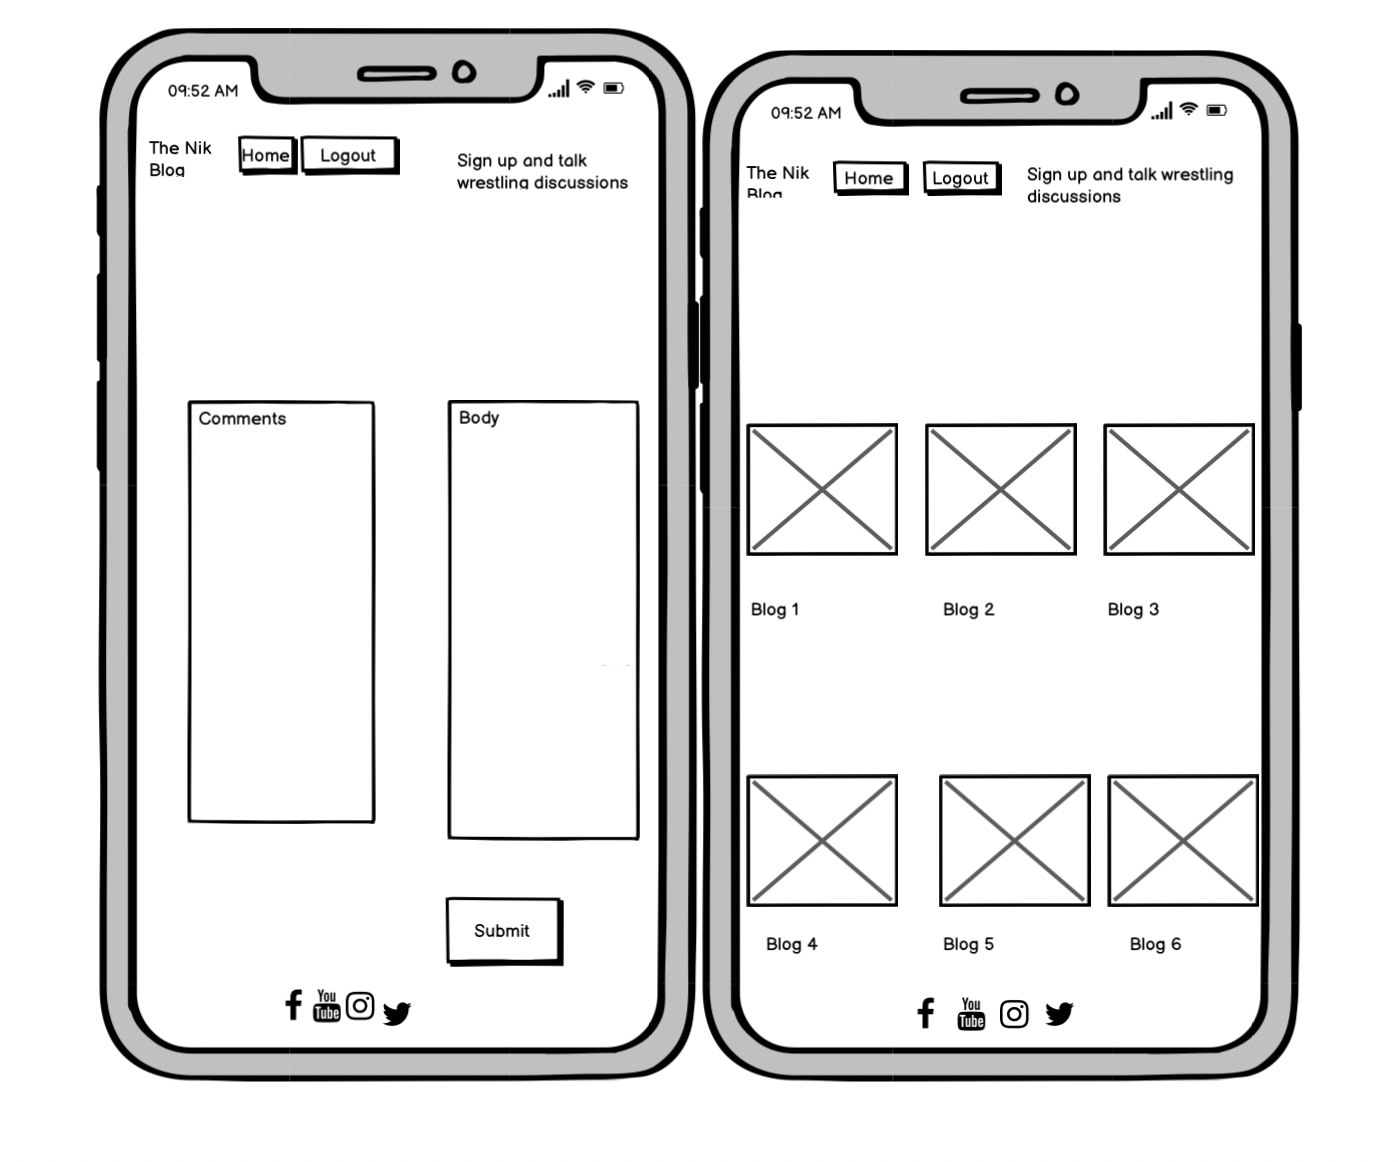 09:52 AM
The Nik
Blog
Home
Logout
Sign up and talk
wrestling discussions
Comments
Body
Submit
You
Tube
09:52 AM
The Nik
Blog
Home
Logout
Sign up and talk wrestling
discussions
Blog 1
Blog 2
Blog 3
Blog 4
Blog 5
Blog 6
You
Tube